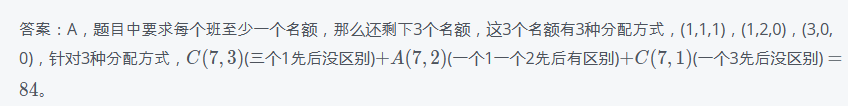 答案：A，题目中要求每个班至少一个名额，那么还剩下3个名额，这3个名额有3种分配方式，(1,1,1)，(1,2,0)，(3,0,
0)，针对3种分配方式，C(7,3)(三个1先后没区别)+A(7,2)(一个1一个2先后有区别)+C(7,1)(一个3先后没区别) =
84。